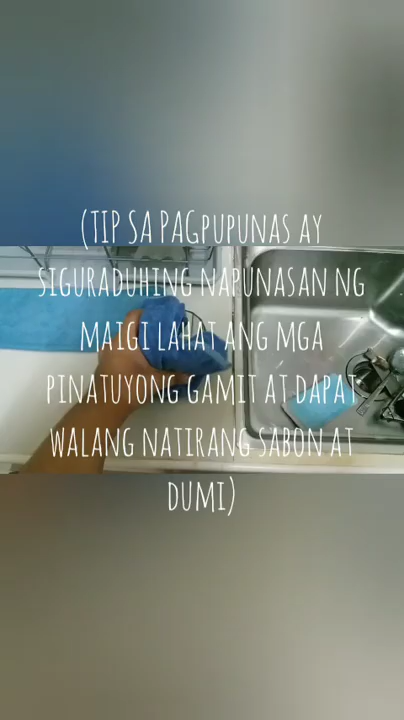 (TIP SA PAGPUPUNAS AY
SIGURADUHING NAPUNASAN NG
MAIGI LAHAT ANG MGA
PINATUYONG GAMIT AT DAPAT
WALANG NATIRANG SABON AT
DUMI)